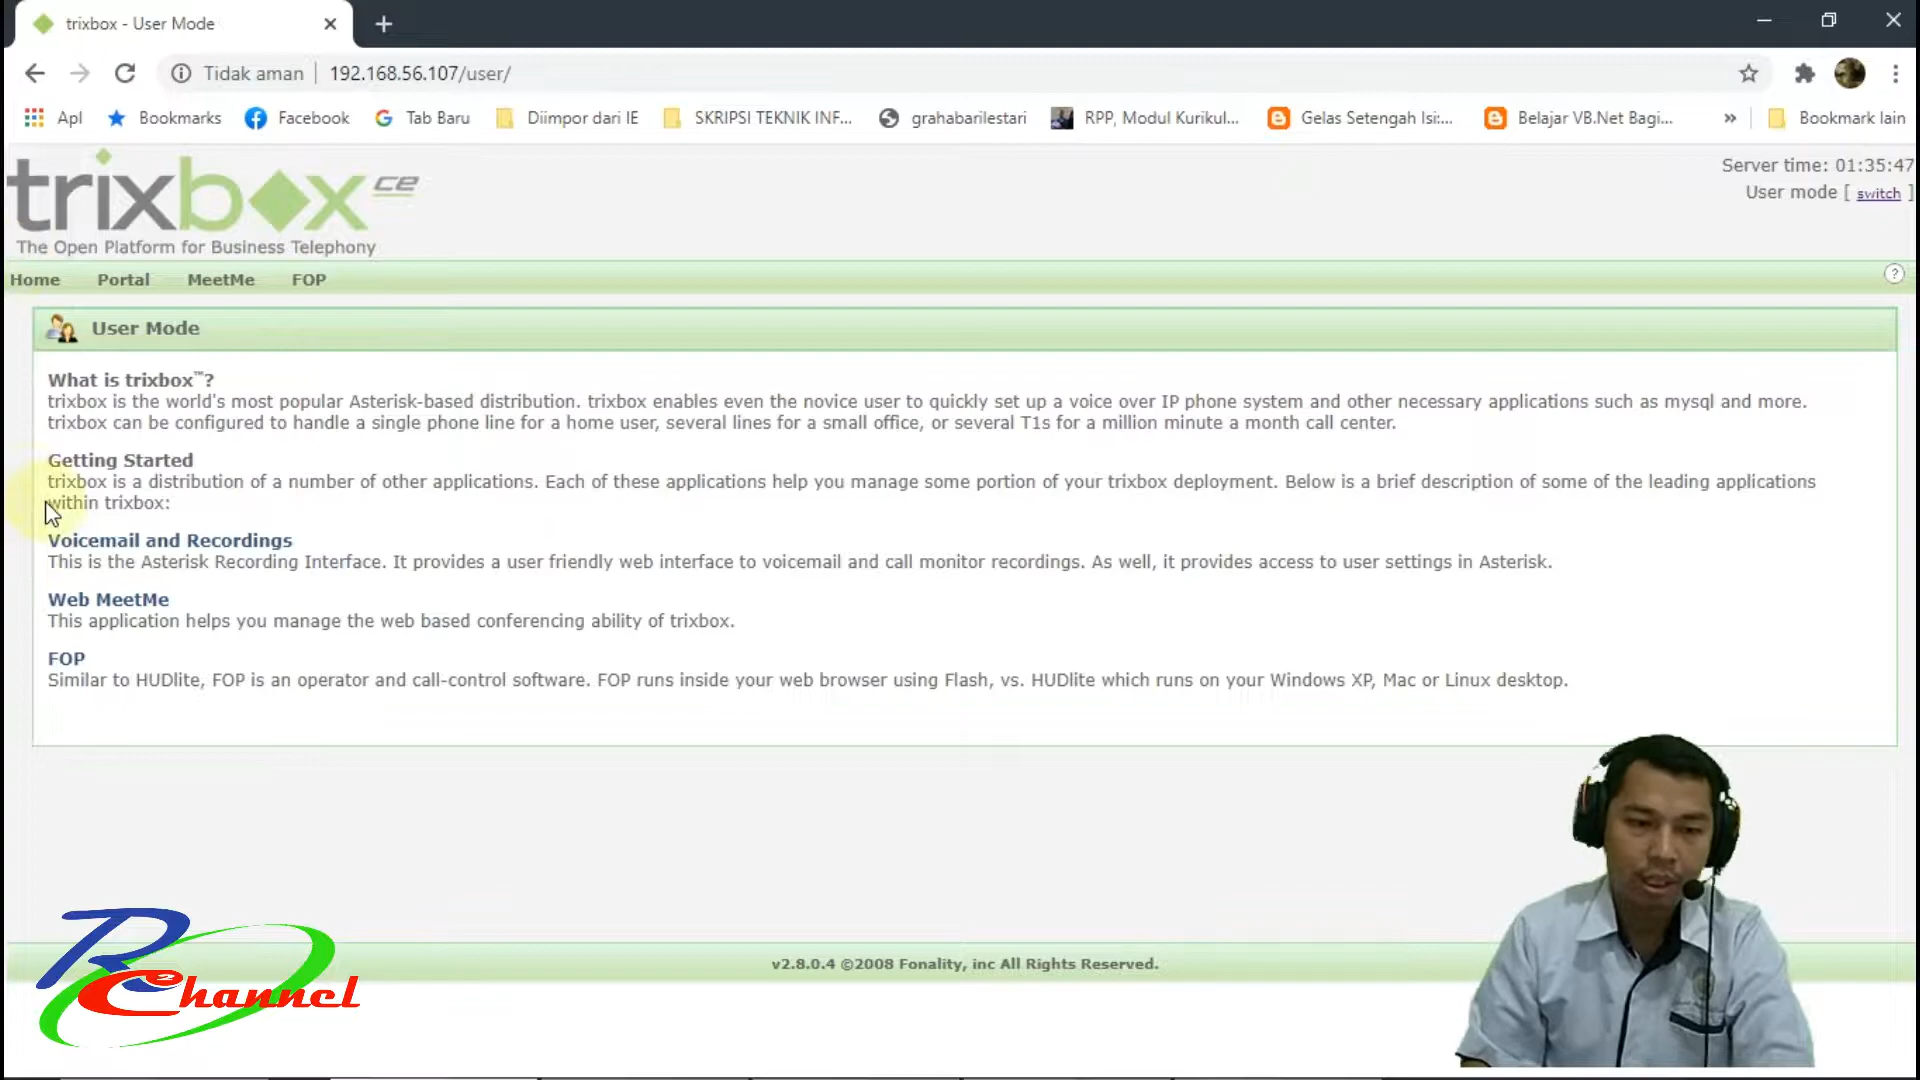 trixbox - User Mode
Tidak aman
192.168.56.107/user/
Apl
Bookmarks
Facebook
Tab Baru
Diimpor dari IE
SKRIPSI TEKNIK INF...
grahabarilestari
RPP, Modul Kurikul...
Gelas Setengah Isi:...
Belajar VB.Net Bagi...
»
Bookmark lain
trixbox ce
The Open Platform for Business Telephony
Server time: 01:35:47
User mode [ switch ]
Home
Portal
MeetMe
FOP
?
User Mode
What is trixbox™?
trixbox is the world's most popular Asterisk-based distribution. trixbox enables even the novice user to quickly set up a voice over IP phone system and other necessary applications such as mysql and more.
trixbox can be configured to handle a single phone line for a home user, several lines for a small office, or several T1s for a million minute a month call center.
Getting Started
trixbox is a distribution of a number of other applications. Each of these applications help you manage some portion of your trixbox deployment. Below is a brief description of some of the leading applications
within trixbox:
Voicemail and Recordings
This is the Asterisk Recording Interface. It provides a user friendly web interface to voicemail and call monitor recordings. As well, it provides access to user settings in Asterisk.
Web MeetMe
This application helps you manage the web based conferencing ability of trixbox.
FOP
Similar to HUDlite, FOP is an operator and call-control software. FOP runs inside your web browser using Flash, vs. HUDlite which runs on your Windows XP, Mac or Linux desktop.
v2.8.0.4 ©2008 Fonality, inc All Rights Reserved.
R
2
Channel